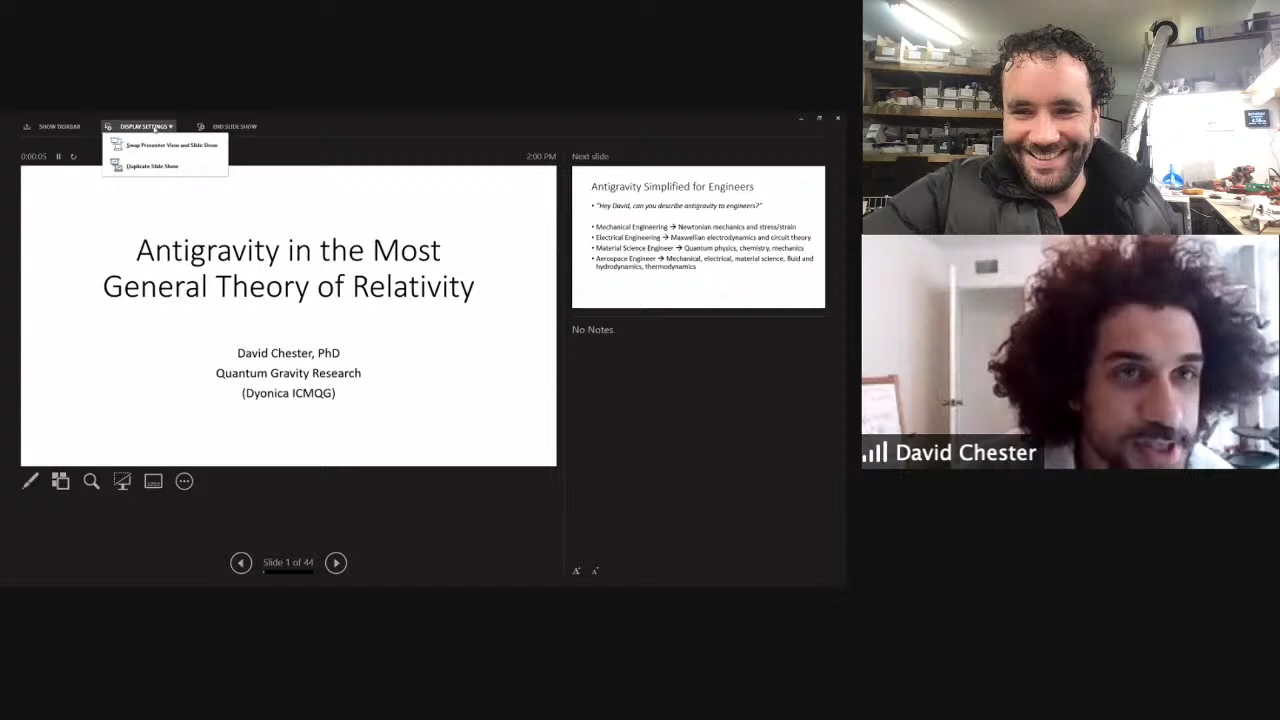 SHOW TASKBAR
DISPLAY SETTINGS ▾
END SLIDE SHOW
Swap Presenter View and Slide Show
Duplicate Slide Show
0:00:05
2:00 PM
Antigravity in the Most
General Theory of Relativity
David Chester, PhD
Quantum Gravity Research
(Dyonica ICMQG)
Slide 1 of 44
Next slide
Antigravity Simplified for Engineers
• "Hey David, can you describe antigravity to engineers?"
• Mechanical Engineering → Newtonian mechanics and stress/strain
• Electrical Engineering → Maxwellian electrodynamics and circuit theory
• Material Science Engineer → Quantum physics, chemistry, mechanics
• Aerospace Engineer → Mechanical, electrical, material science, fluid and
hydrodynamics, thermodynamics
No Notes.
A A
David Chester